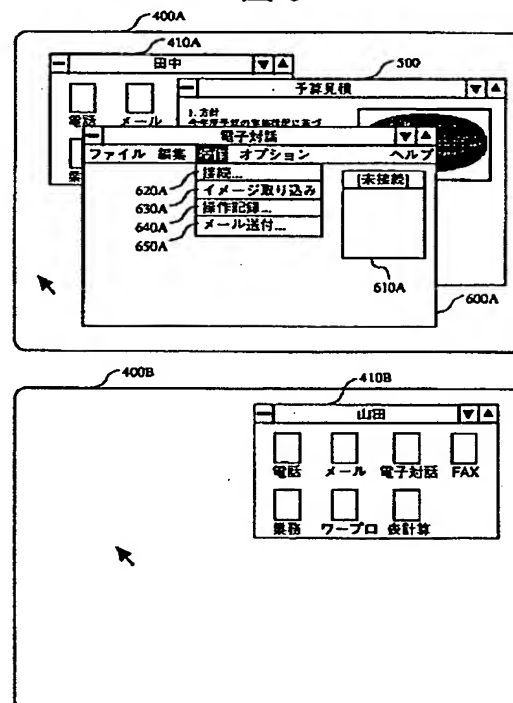 400A
410A
田中
500
予算見積
電話 メール
1. 方針
電子対話
ファイル 編集 操作 オプション ヘルプ
接続...
620A
イメージ取り込み
630A
操作記録...
640A
メール送付...
650A
[未接続]
610A
600A
400B
410B
山田
電話 メール 電子対話 FAX
業務 ワープロ 表計算